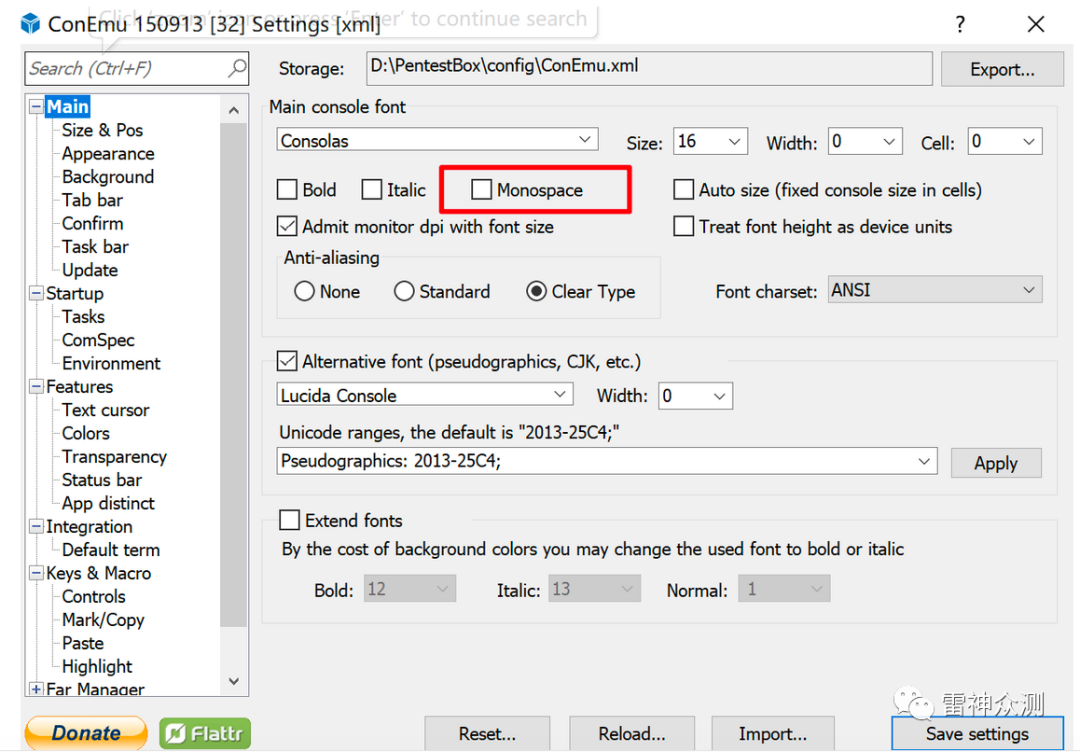 Click 'zoom' icon or press 'Enter' to continue search
ConEmu 150913 [32] Settings [xml]
?
Search (Ctrl+F)
Storage:
D:\PentestBox\config\ConEmu.xml
Export...
Main
Size & Pos
Appearance
Background
Tab bar
Confirm
Task bar
Update
Startup
Tasks
ComSpec
Environment
Features
Text cursor
Colors
Transparency
Status bar
App distinct
Integration
Default term
Keys & Macro
Controls
Mark/Copy
Paste
Highlight
Far Manager
Main console font
Consolas
Size: 16
Width: 0
Cell: 0
Bold
Italic
Monospace
Auto size (fixed console size in cells)
Admit monitor dpi with font size
Treat font height as device units
Anti-aliasing
None
Standard
Clear Type
Font charset: ANSI
Alternative font (pseudographics, CJK, etc.)
Lucida Console
Width: 0
Unicode ranges, the default is "2013-25C4;"
Pseudographics: 2013-25C4;
Apply
Extend fonts
By the cost of background colors you may change the used font to bold or italic
Bold: 12
Italic: 13
Normal: 1
雷神众测
Donate
Flattr
Reset...
Reload...
Import...
Save settings